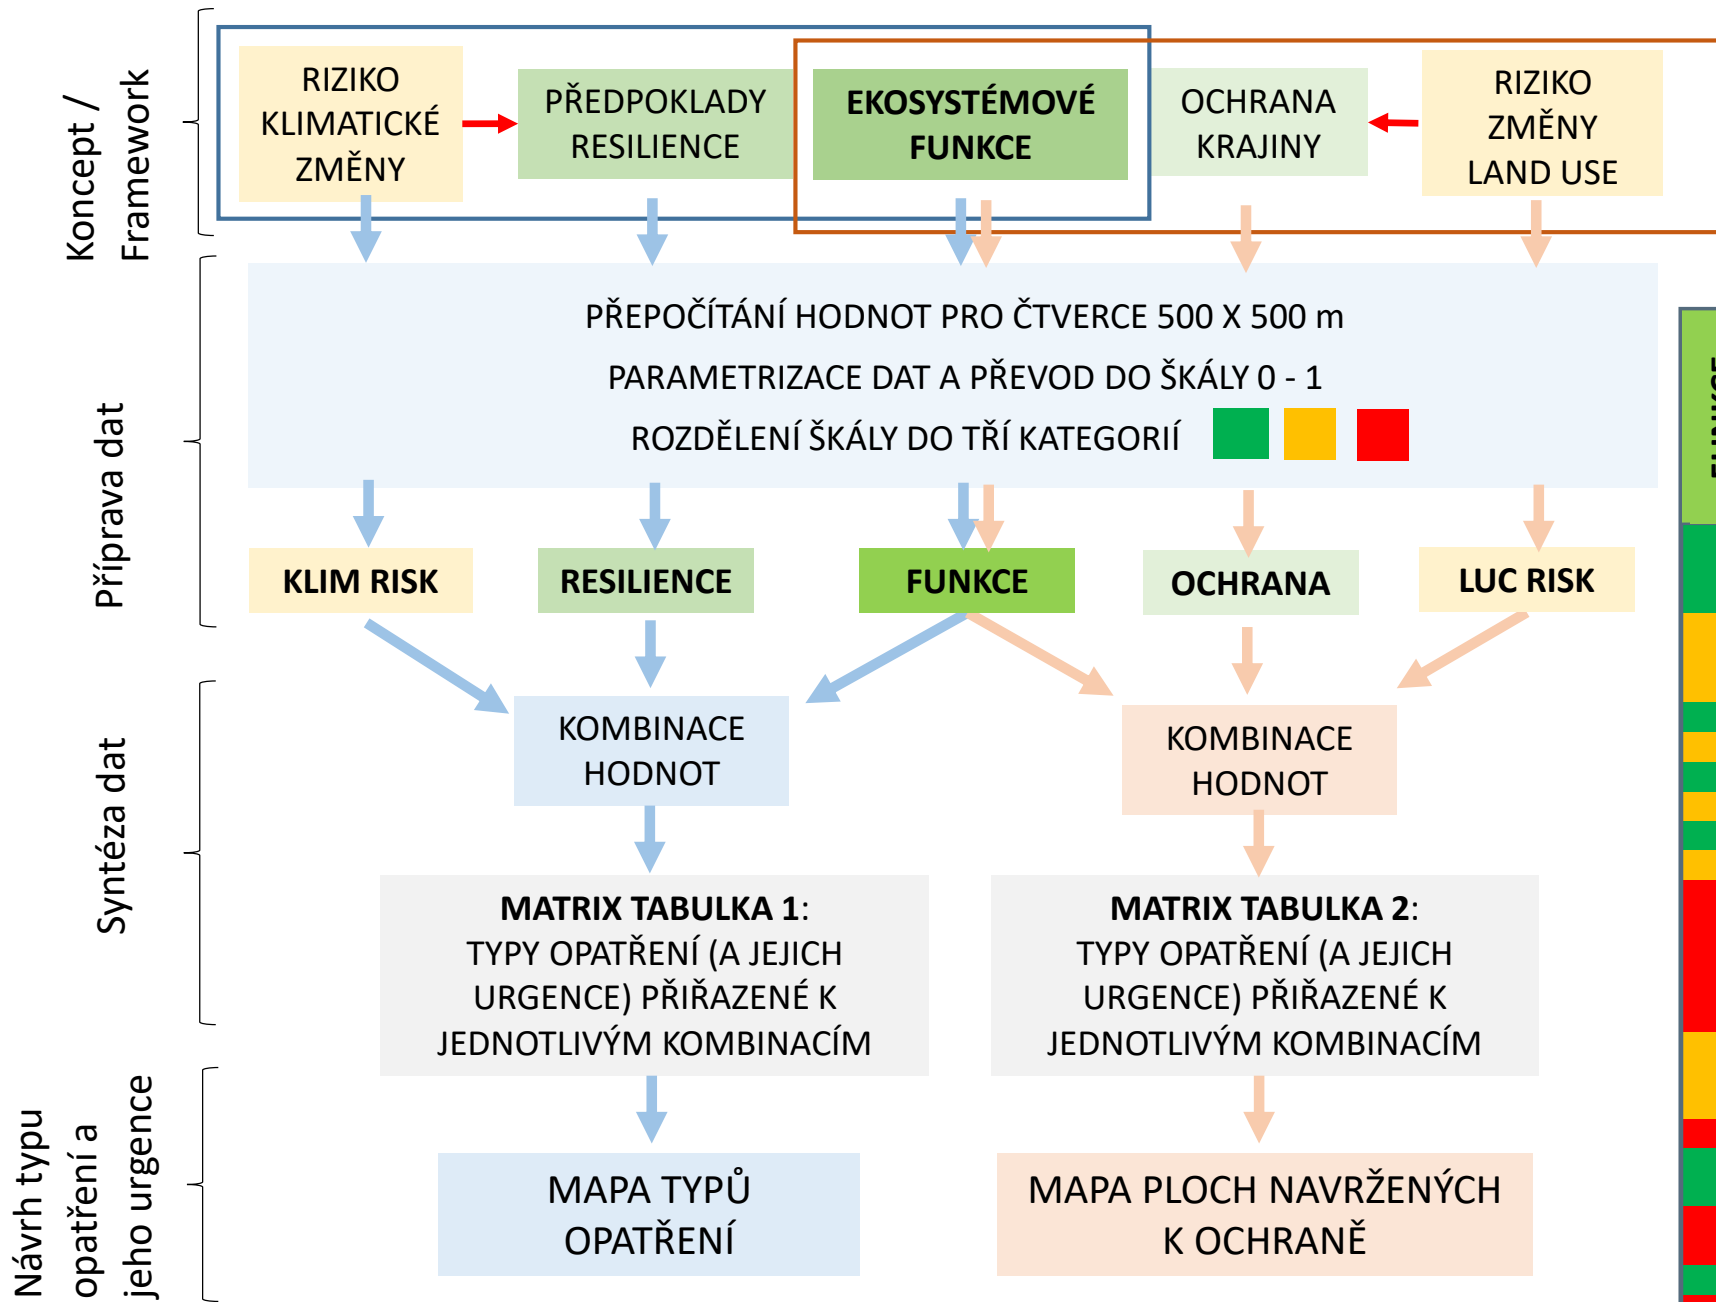 Koncept /
Framework
RIZIKO
KLIMATICKÉ
ZMĚNY
PŘEDPOKLADY
RESILIENCE
EKOSYSTÉMOVÉ
FUNKCE
OCHRANA
KRAJINY
RIZIKO
ZMĚNY
LAND USE
Příprava dat
PŘEPOČÍTÁNÍ HODNOT PRO ČTVERCE 500 X 500 m
PARAMETRIZACE DAT A PŘEVOD DO ŠKÁLY 0 - 1
ROZDĚLENÍ ŠKÁLY DO TŘÍ KATEGORIÍ
KLIM RISK
RESILIENCE
FUNKCE
OCHRANA
LUC RISK
Syntéza dat
KOMBINACE
HODNOT
KOMBINACE
HODNOT
MATRIX TABULKA 1:
TYPY OPATŘENÍ (A JEJICH
URGENCE) PŘIŘAZENÉ K
JEDNOTLIVÝM KOMBINACÍM
MATRIX TABULKA 2:
TYPY OPATŘENÍ (A JEJICH
URGENCE) PŘIŘAZENÉ K
JEDNOTLIVÝM KOMBINACÍM
Návrh typu
opatření a
jeho urgence
MAPA TYPŮ
OPATŘENÍ
MAPA PLOCH NAVRŽENÝCH
K OCHRANĚ